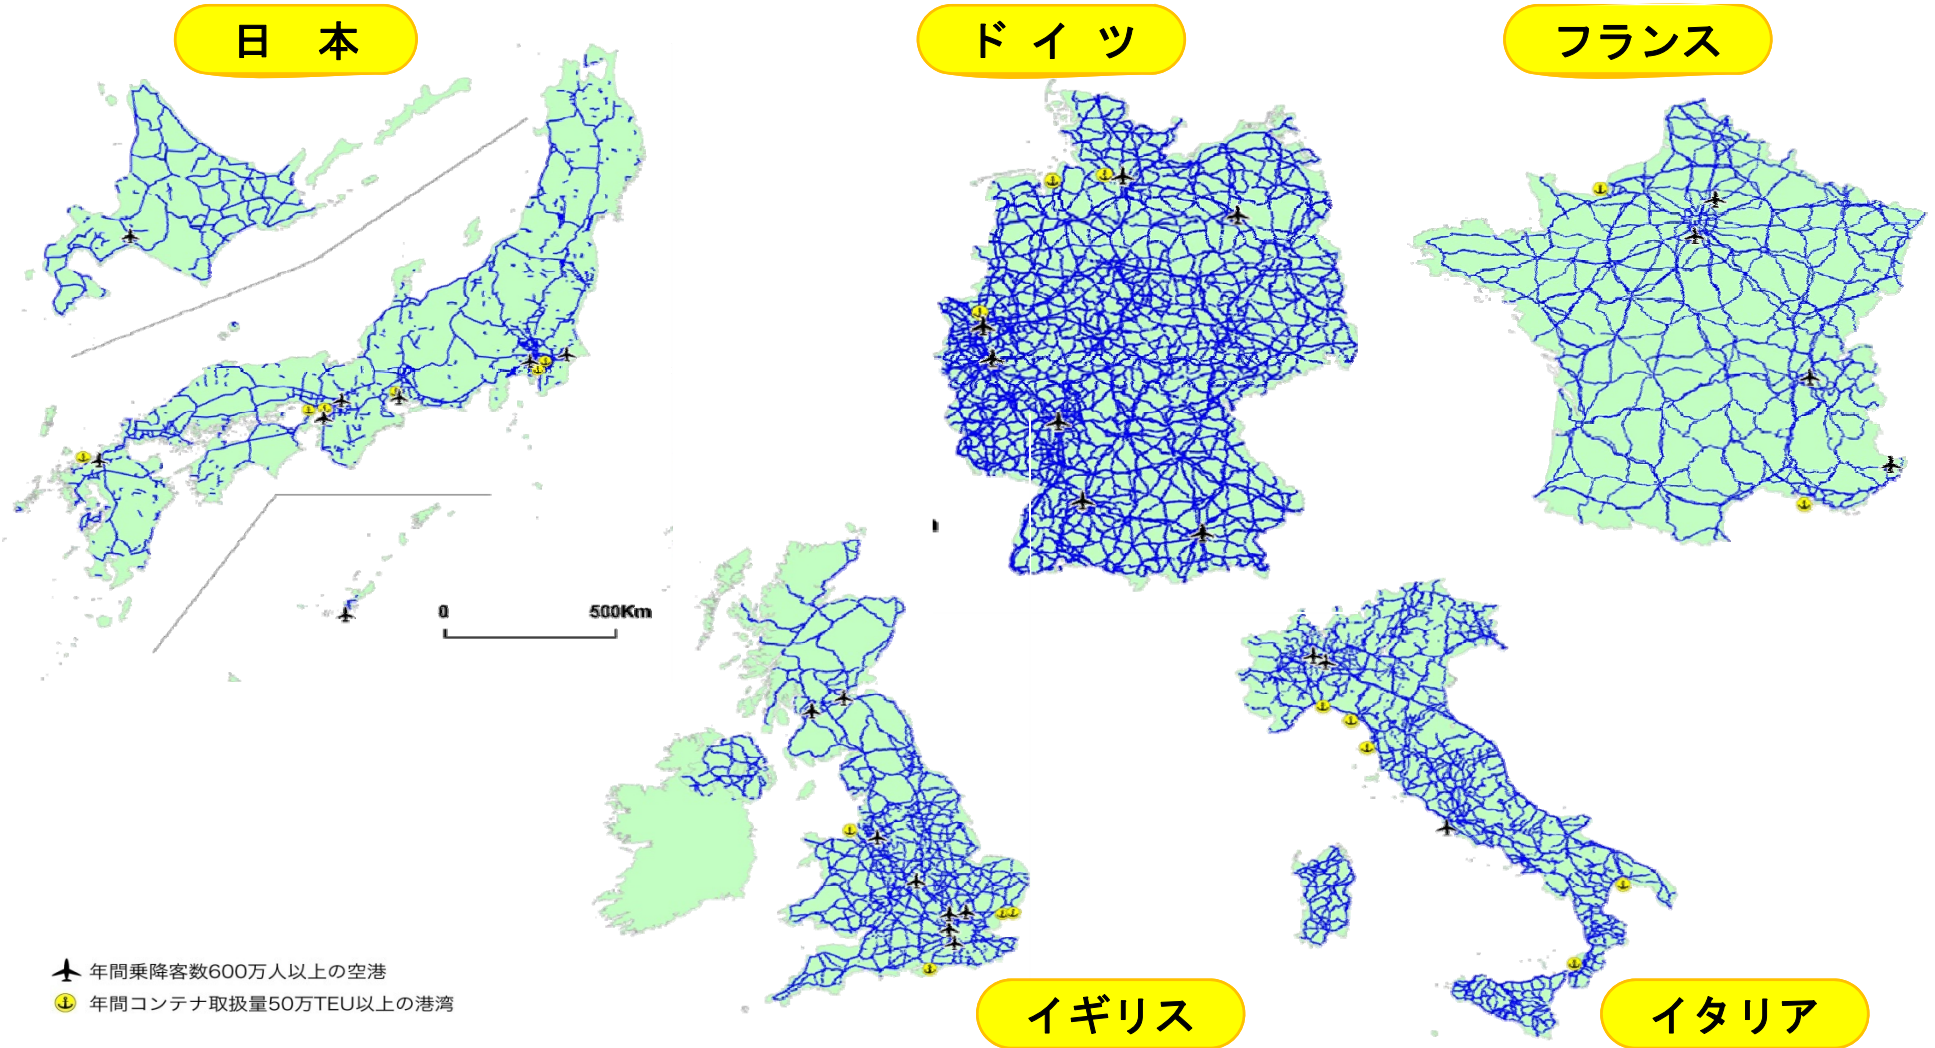 日 本
ドイツ
フランス
0 500Km
イギリス
イタリア
年間乗降客数600万人以上の空港
年間コンテナ取扱量50万TEU以上の港湾